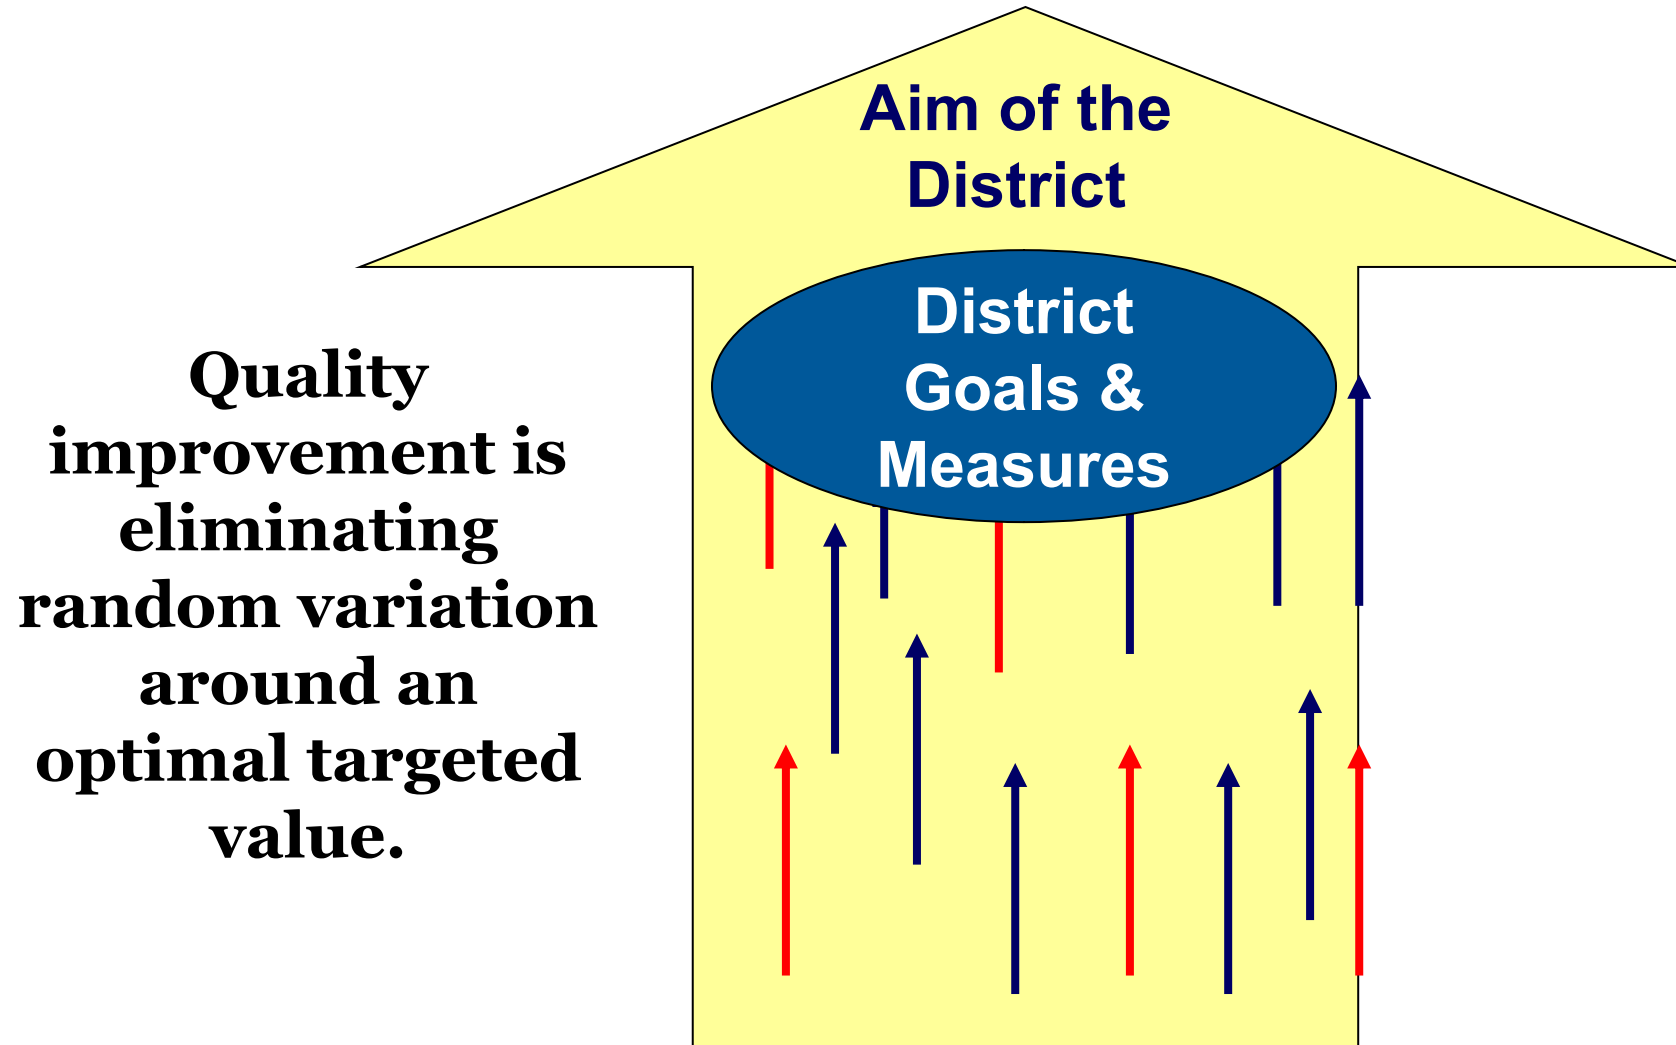 Aim of the
District
District
Goals &
Measures
Quality
improvement is
eliminating
random variation
around an
optimal targeted
value.